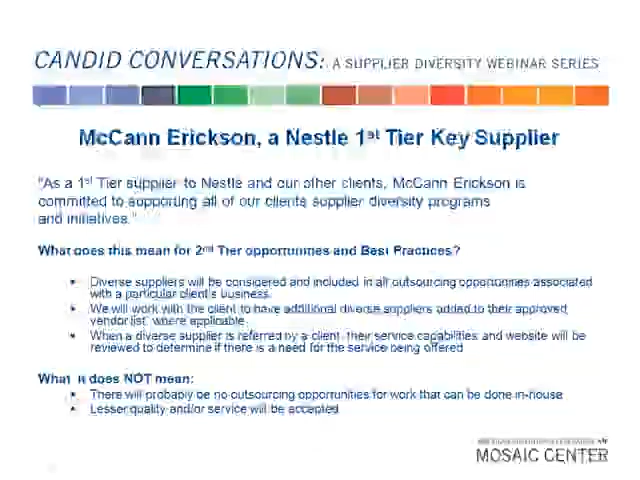 CANDID CONVERSATIONS: A SUPPLIER DIVERSITY WEBINAR SERIES
McCann Erickson, a Nestle 1st Tier Key Supplier
"As a 1st Tier supplier to Nestle and our other clients, McCann Erickson is
committed to supporting all of our clients supplier diversity programs
and initiatives."
What does this mean for 2nd Tier opportunities and Best Practices?
• Diverse suppliers will be considered and included in all outsourcing opportunities associated
with a particular client's business.
• We will work with the client to have additional diverse suppliers added to their approved
vendor list, where applicable
• When a diverse supplier is referred by a client, their service capabilities and website will be
reviewed to determine if there is a need for the service being offered
What it does NOT mean:
• There will probably be no outsourcing opportunities for work that can be done in-house
• Lesser quality and/or service will be accepted
MOSAIC CENTER